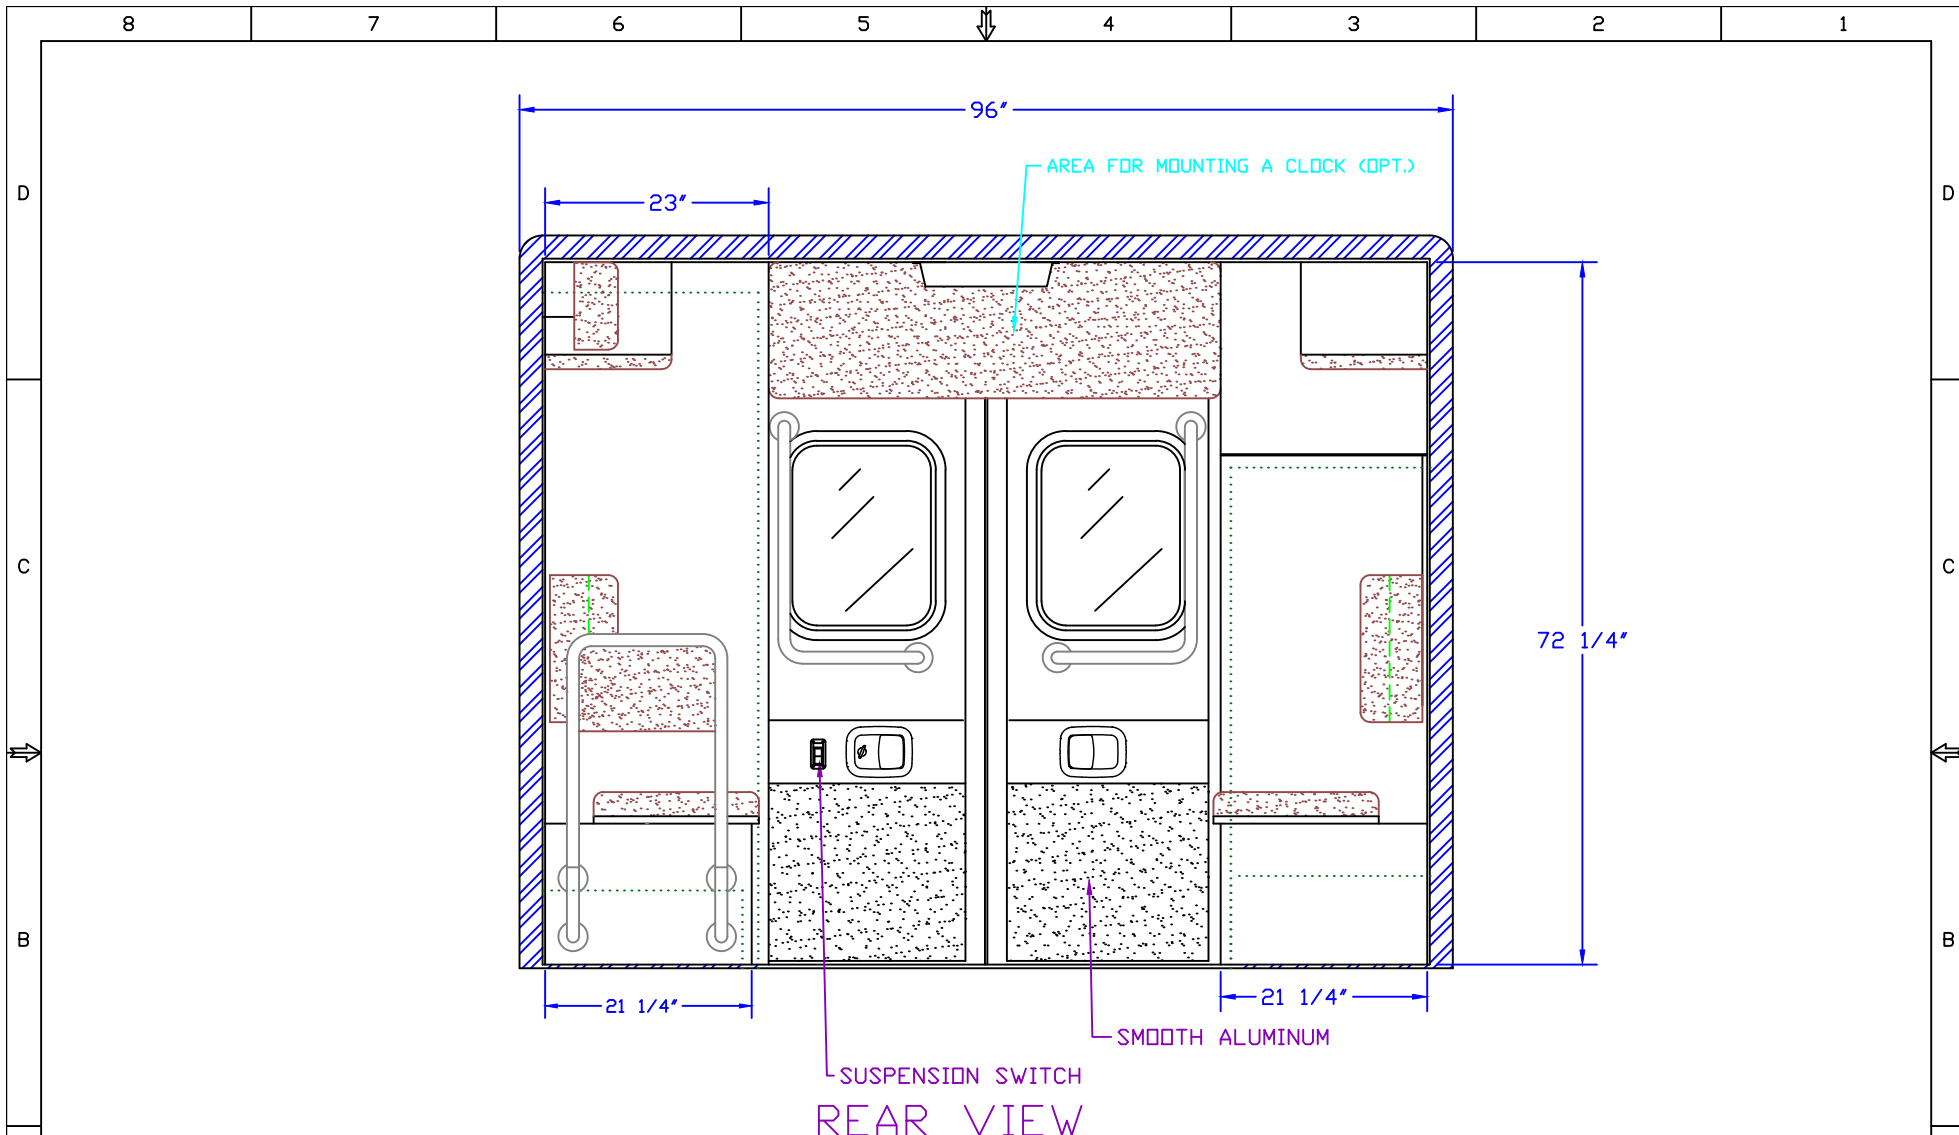 8 7 6 5 4 3 2 1
96"
AREA FOR MOUNTING A CLOCK (OPT.)
D D
23"
C C
72 1/4"
B B
21 1/4" 21 1/4"
SMOOTH ALUMINUM
SUSPENSION SWITCH
REAR VIEW